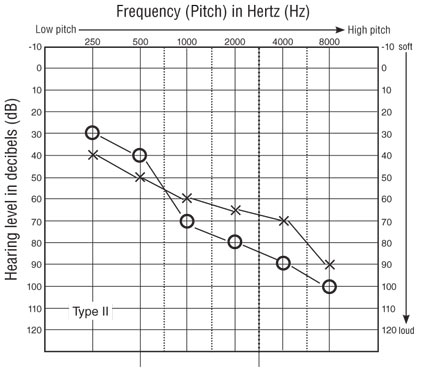 Frequency (Pitch) in Hertz (Hz)
Low pitch High pitch
250 500 1000 2000 4000 8000
-10 -10 soft
0 0
10 10
20 20
30 30
40 40
50 50
60 60
70 70
80 80
90 90
100 100
110 110
120 120 loud
Hearing level in decibels (dB)
Type II